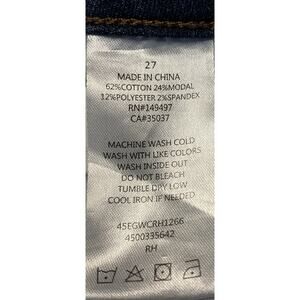 27
MADE IN CHINA
62%COTTON 24%MODAL
12%POLYESTER 2%SPANDEX
RN#149497
CA#35037
MACHINE WASH COLD
WASH WITH LIKE COLORS
WASH INSIDE OUT
DO NOT BLEACH
TUMBLE DRY LOW
COOL IRON IF NEEDED
45EGWCRH1266
4500335642
RH